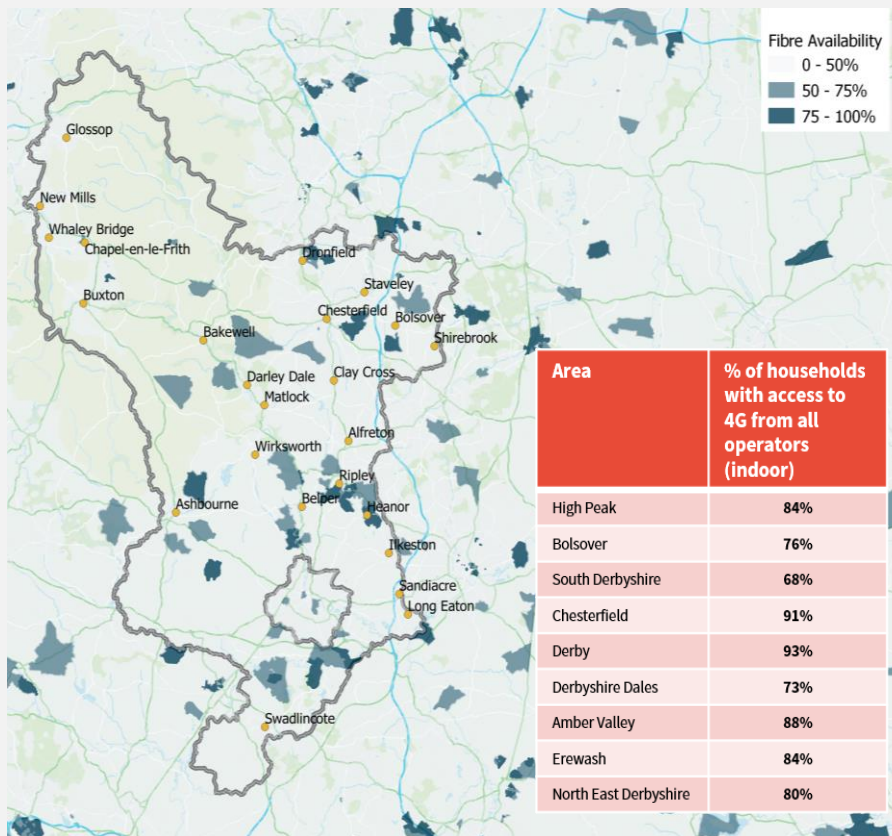 Fibre Availability
0 - 50%
50 - 75%
75 - 100%
Glossop
New Mills
Whaley Bridge
Chapel-en-le-Frith
Buxton
Dronfield
Staveley
Chesterfield
Bolsover
Shirebrook
Bakewell
Darley Dale
Clay Cross
Matlock
Alfreton
Wirksworth
Ripley
Ashbourne
Belper
Heanor
Ilkeston
Sandiacre
Long Eaton
Swadlincote
Area
% of households
with access to
4G from all
operators
(indoor)
High Peak 84%
Bolsover 76%
South Derbyshire 68%
Chesterfield 91%
Derby 93%
Derbyshire Dales 73%
Amber Valley 88%
Erewash 84%
North East Derbyshire 80%